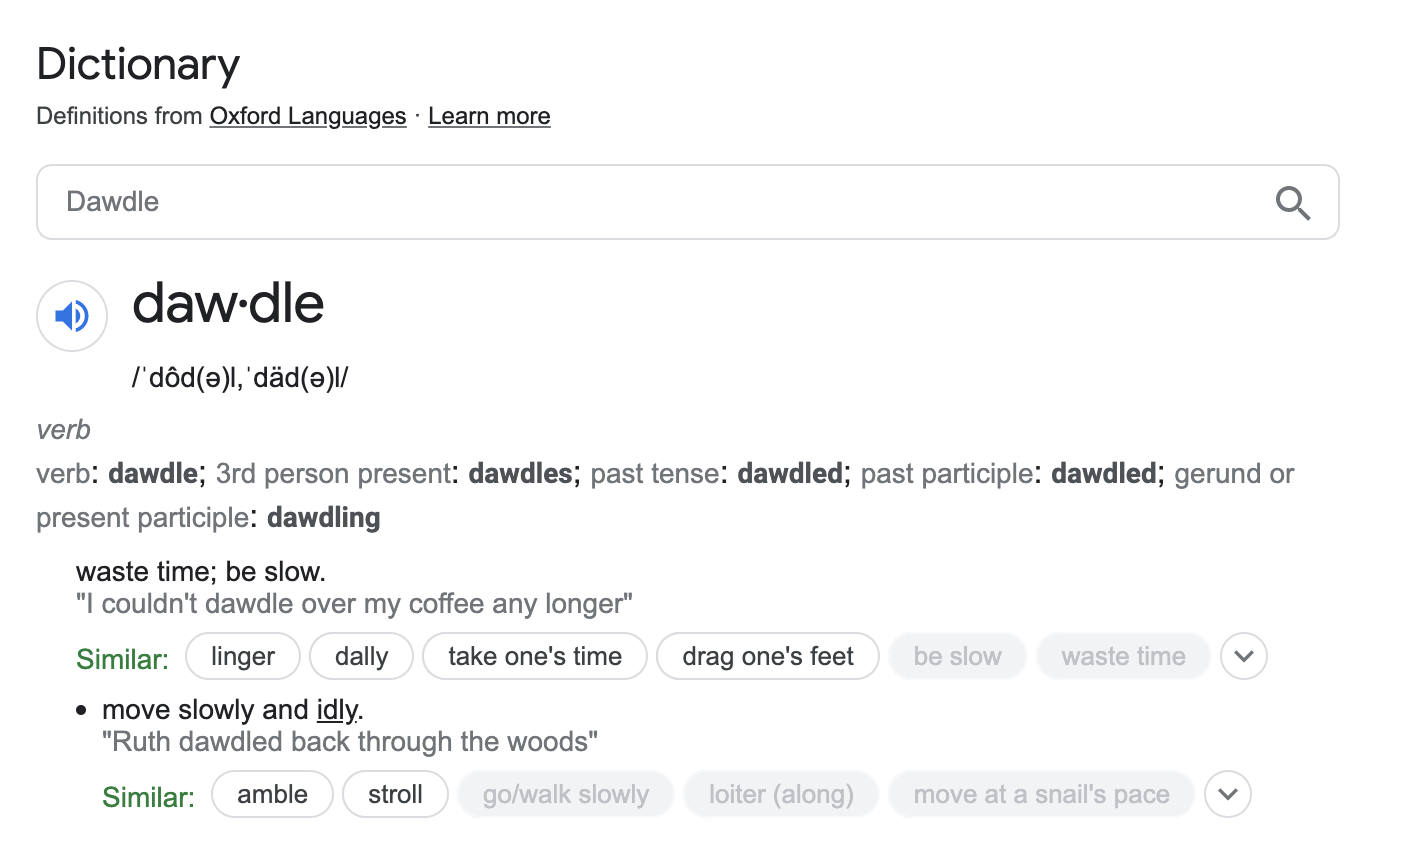 Dictionary
Definitions from Oxford Languages · Learn more
Dawdle
daw·dle
/ˈdôd(ə)l,ˈdäd(ə)l/
verb
verb: dawdle; 3rd person present: dawdles; past tense: dawdled; past participle: dawdled; gerund or
present participle: dawdling
waste time; be slow.
"I couldn't dawdle over my coffee any longer"
Similar: linger dally take one's time drag one's feet be slow waste time
• move slowly and idly.
"Ruth dawdled back through the woods"
Similar: amble stroll go/walk slowly loiter (along) move at a snail's pace